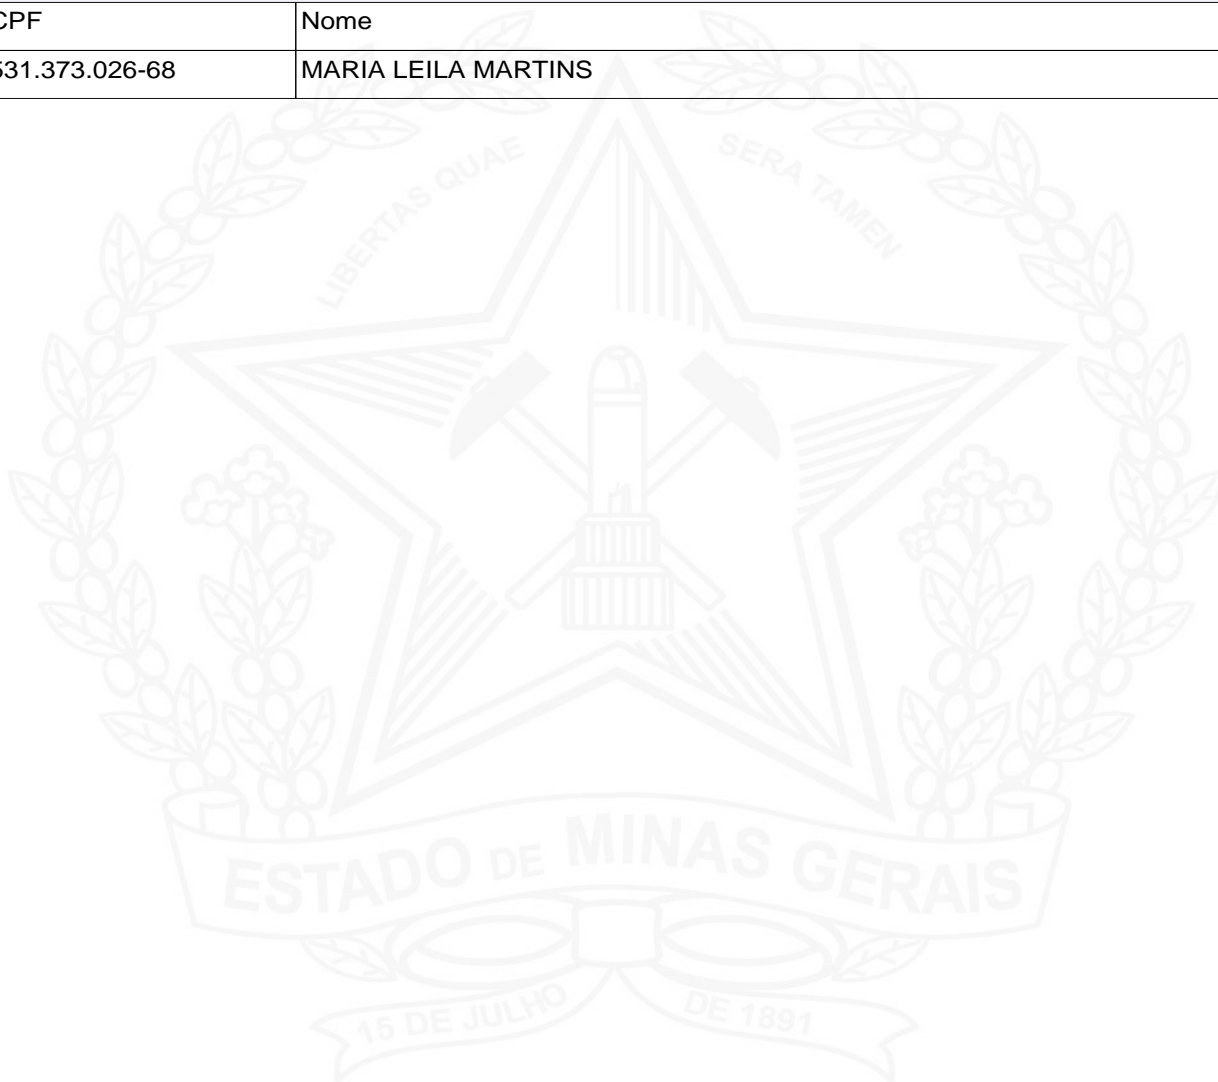 CPF Nome
531.373.026-68 MARIA LEILA MARTINS
LIBERTAS QUAE SERA TAMEN
ESTADO DE MINAS GERAIS
15 DE JULHO DE 1891